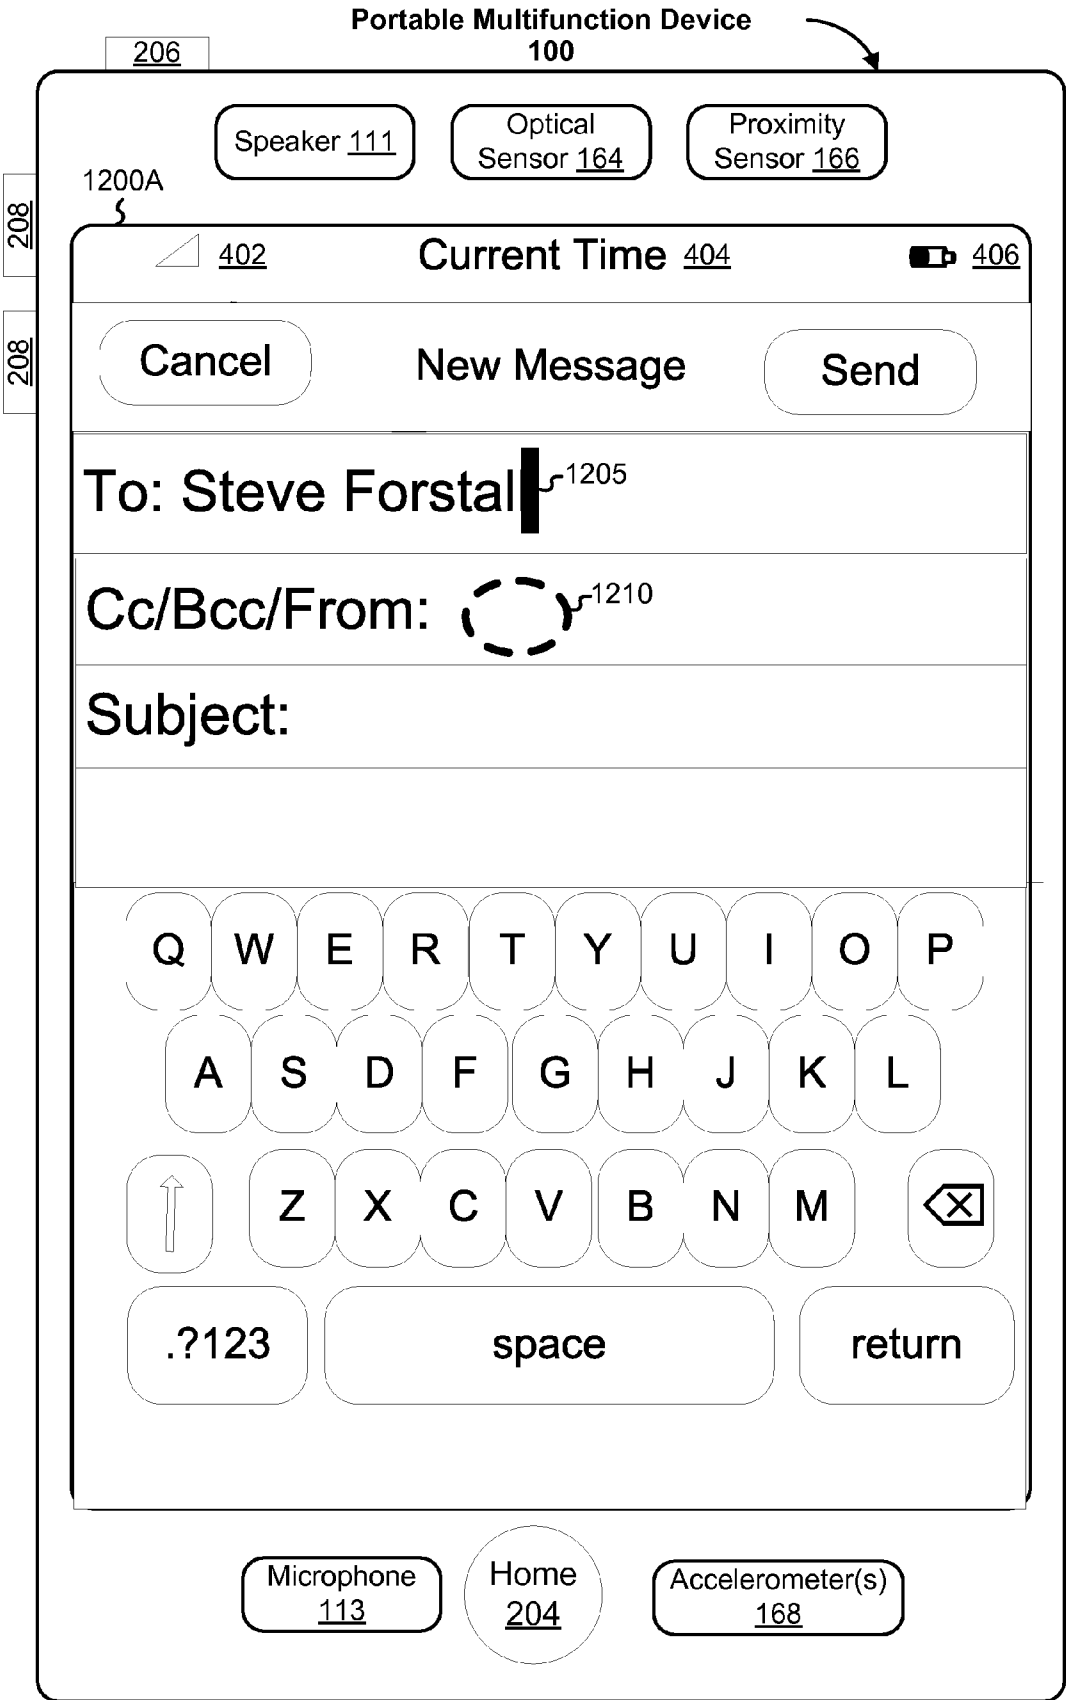 Portable Multifunction Device
100
206
Speaker 111
Optical
Sensor 164
Proximity
Sensor 166
1200A
208
208
402
Current Time 404
406
Cancel
New Message
Send
To: Steve Forstall
1205
Cc/Bcc/From:
1210
Subject:
Q W E R T Y U I O P
A S D F G H J K L
Z X C V B N M
.?123
space
return
Microphone
113
Home
204
Accelerometer(s)
168